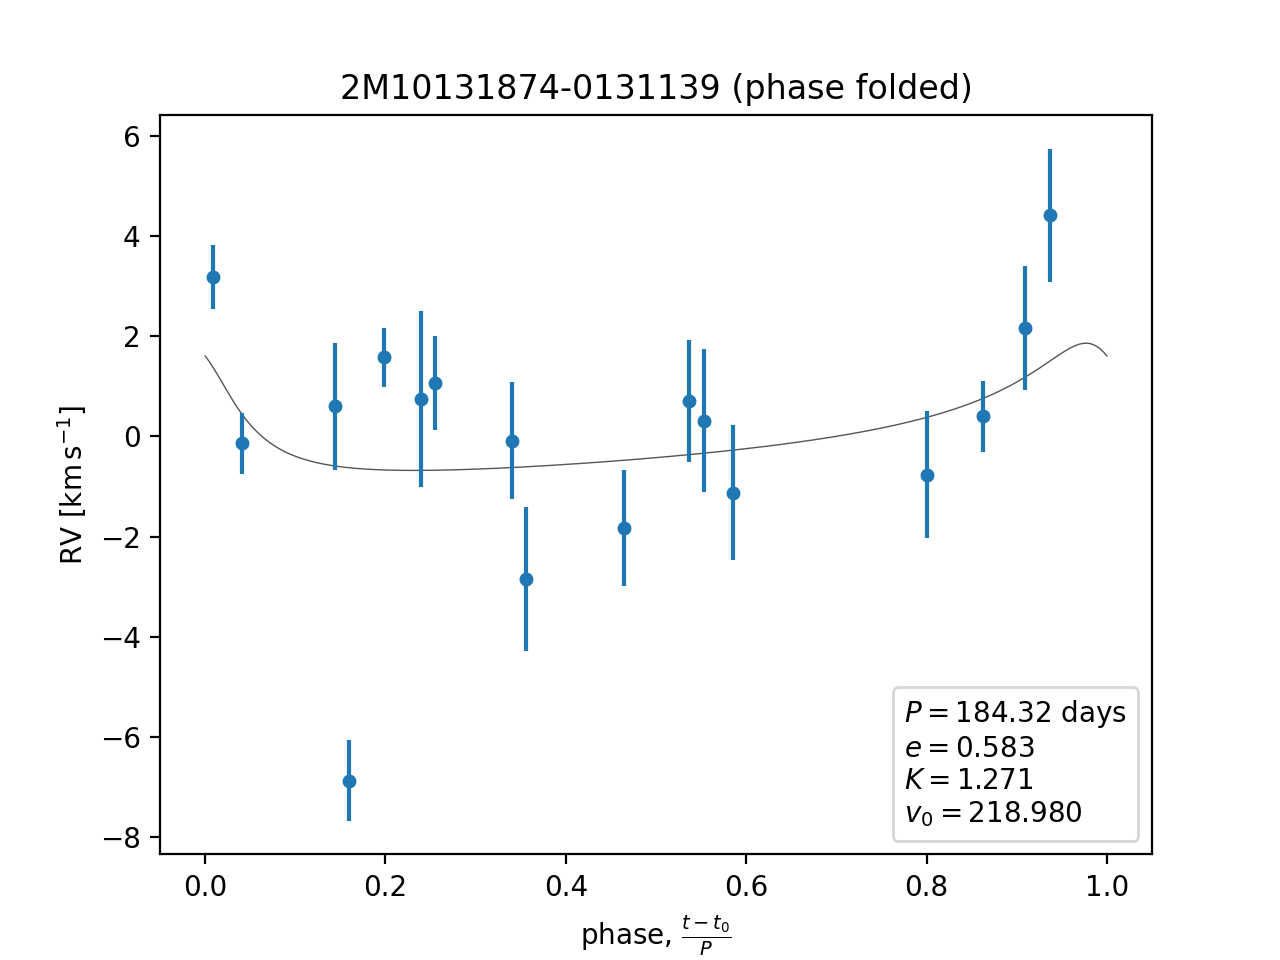 2M10131874-0131139 (phase folded)
6
4
2
0
−2
−4
−6
−8
RV [km s⁻¹]
P = 184.32 days
e = 0.583
K = 1.271
v₀ = 218.980
0.0 0.2 0.4 0.6 0.8 1.0
phase, (t − t₀)/P